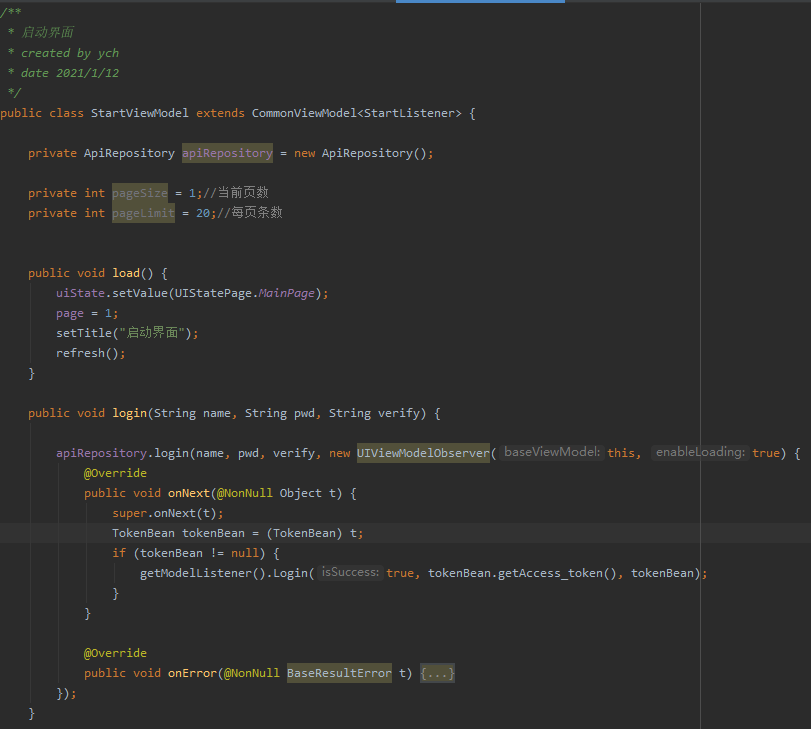 /**
 * 启动界面
 * created by ych
 * date 2021/1/12
 */
public class StartViewModel extends CommonViewModel<StartListener> {
    private ApiRepository apiRepository = new ApiRepository();
    private int pageSize = 1;//当前页数
    private int pageLimit = 20;//每页条数
    public void load() {
        uiState.setValue(UIStatePage.MainPage);
        page = 1;
        setTitle("启动界面");
        refresh();
    }
    public void login(String name, String pwd, String verify) {
        apiRepository.login(name, pwd, verify, new UIViewModelObserver( baseViewModel: this, enableLoading: true) {
            @Override
            public void onNext(@NonNull Object t) {
                super.onNext(t);
                TokenBean tokenBean = (TokenBean) t;
                if (tokenBean != null) {
                    getModelListener().Login( isSuccess: true, tokenBean.getAccess_token(), tokenBean);
                }
            }
            @Override
            public void onError(@NonNull BaseResultError t) {...}
        });
    }